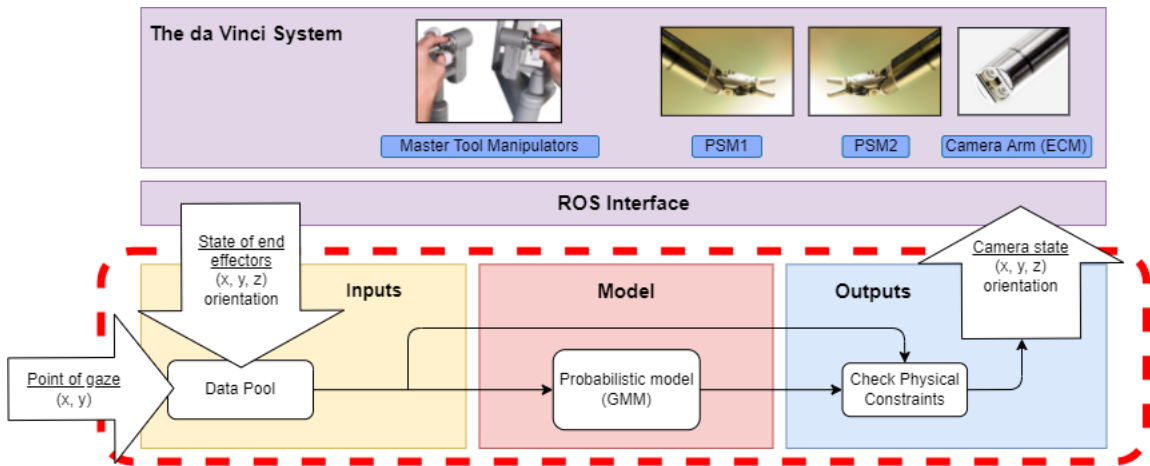 The da Vinci System
Master Tool Manipulators
PSM1
PSM2
Camera Arm (ECM)
ROS Interface
State of end
effectors
(x, y, z)
orientation
Camera state
(x, y, z)
orientation
Inputs
Model
Outputs
Point of gaze
(x, y)
Data Pool
Probabilistic model
(GMM)
Check Physical
Constraints